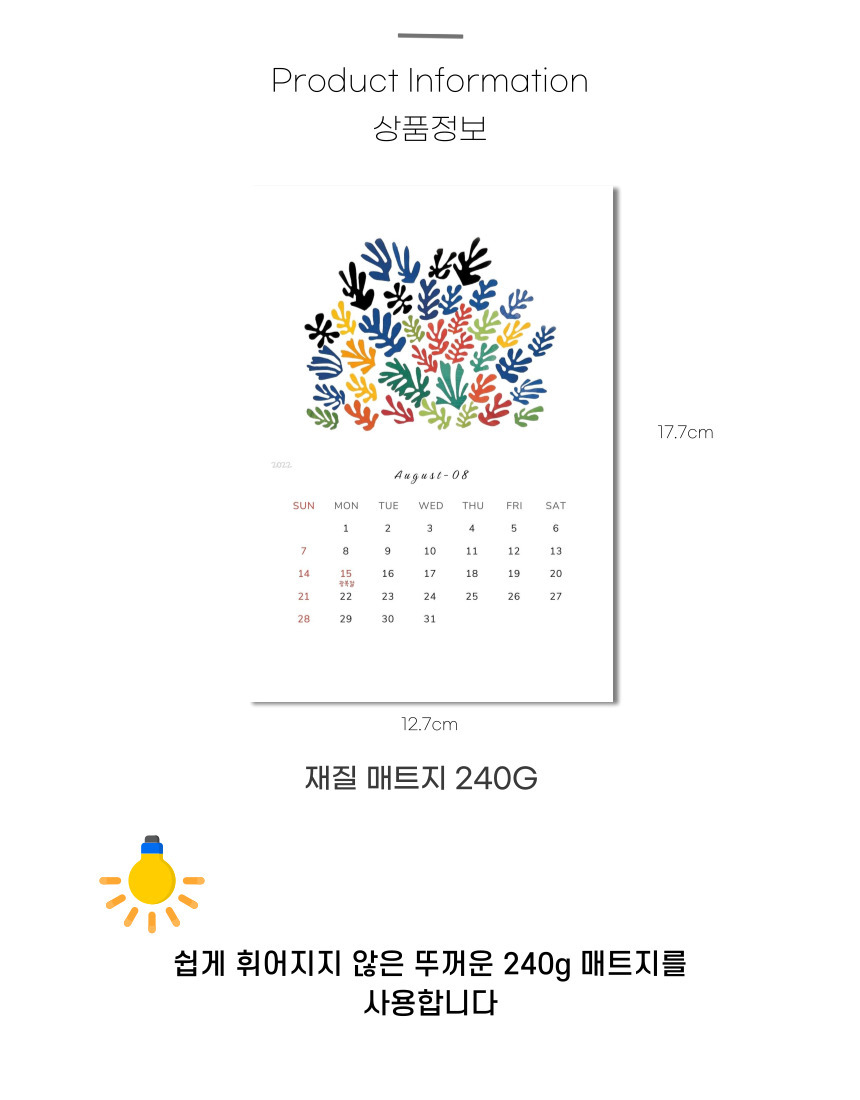 Product Information
상품정보
17.7cm
2022
August-08
SUN MON TUE WED THU FRI SAT
1 2 3 4 5 6
7 8 9 10 11 12 13
14 15 16 17 18 19 20
광복절
21 22 23 24 25 26 27
28 29 30 31
12.7cm
재질 매트지 240G
쉽게 휘어지지 않은 뚜꺼운 240g 매트지를
사용합니다